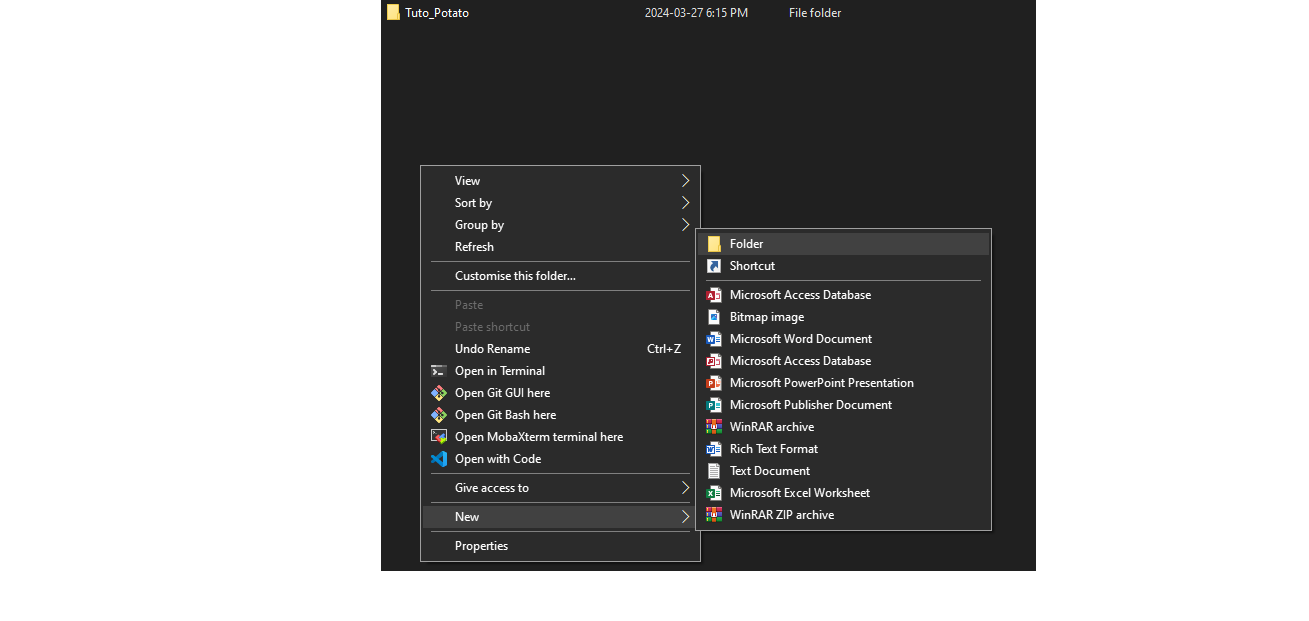 Tuto_Potato 2024-03-27 6:15 PM File folder
View
Sort by
Group by
Refresh
Customise this folder...
Paste
Paste shortcut
Undo Rename Ctrl+Z
Open in Terminal
Open Git GUI here
Open Git Bash here
Open MobaXterm terminal here
Open with Code
Give access to
New
Properties
Folder
Shortcut
Microsoft Access Database
Bitmap image
Microsoft Word Document
Microsoft Access Database
Microsoft PowerPoint Presentation
Microsoft Publisher Document
WinRAR archive
Rich Text Format
Text Document
Microsoft Excel Worksheet
WinRAR ZIP archive